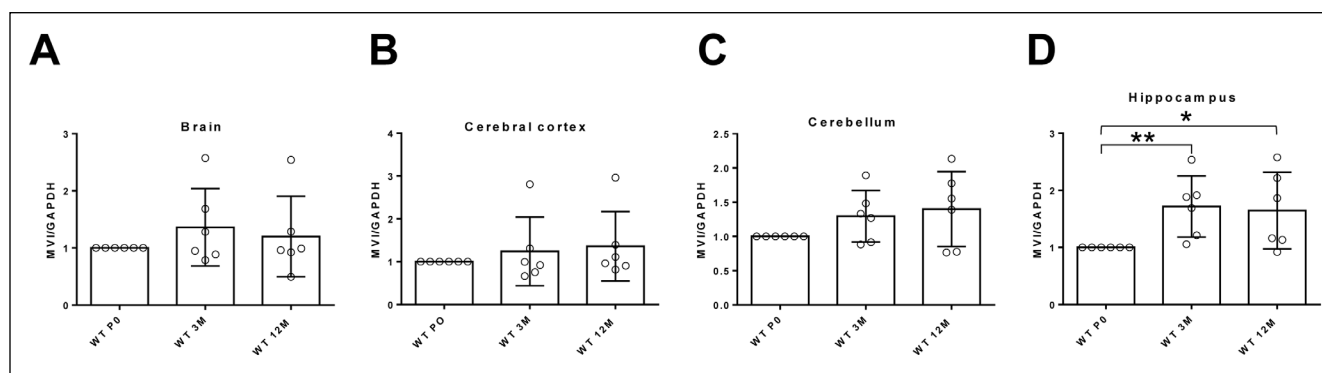 A
Brain
MVI/GAPDH
3
2
1
0
WT P0
WT 3M
WT 12M
B
Cerebral cortex
MVI/GAPDH
4
3
2
1
0
WT PO
WT 3M
WT 12M
C
Cerebellum
MVI/GAPDH
2.5
2.0
1.5
1.0
0.5
0.0
WT P0
WT 3M
WT 12M
D
Hippocampus
*
**
MVI/GAPDH
3
2
1
0
WT P0
WT 3M
WT 12M